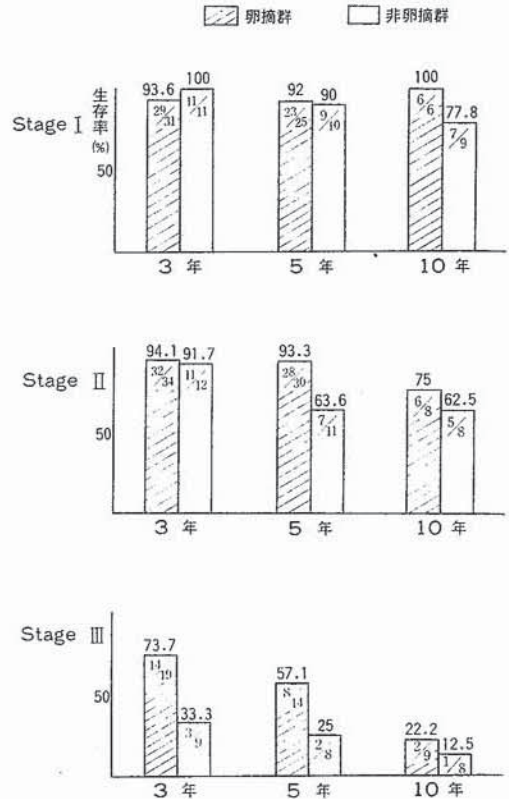 卵摘群 非卵摘群
Stage I
生存率(%)
50
93.6 100 92 90 100 77.8
29/31 11/11 23/25 9/10 6/6 7/9
3 年 5 年 10 年
Stage II
50
94.1 91.7 93.3 63.6 75 62.5
32/34 11/12 28/30 7/11 6/8 5/8
3 年 5 年 10 年
Stage III
50
73.7 33.3 57.1 25 22.2 12.5
14/19 3/9 8/14 2/8 2/9 1/8
3 年 5 年 10 年